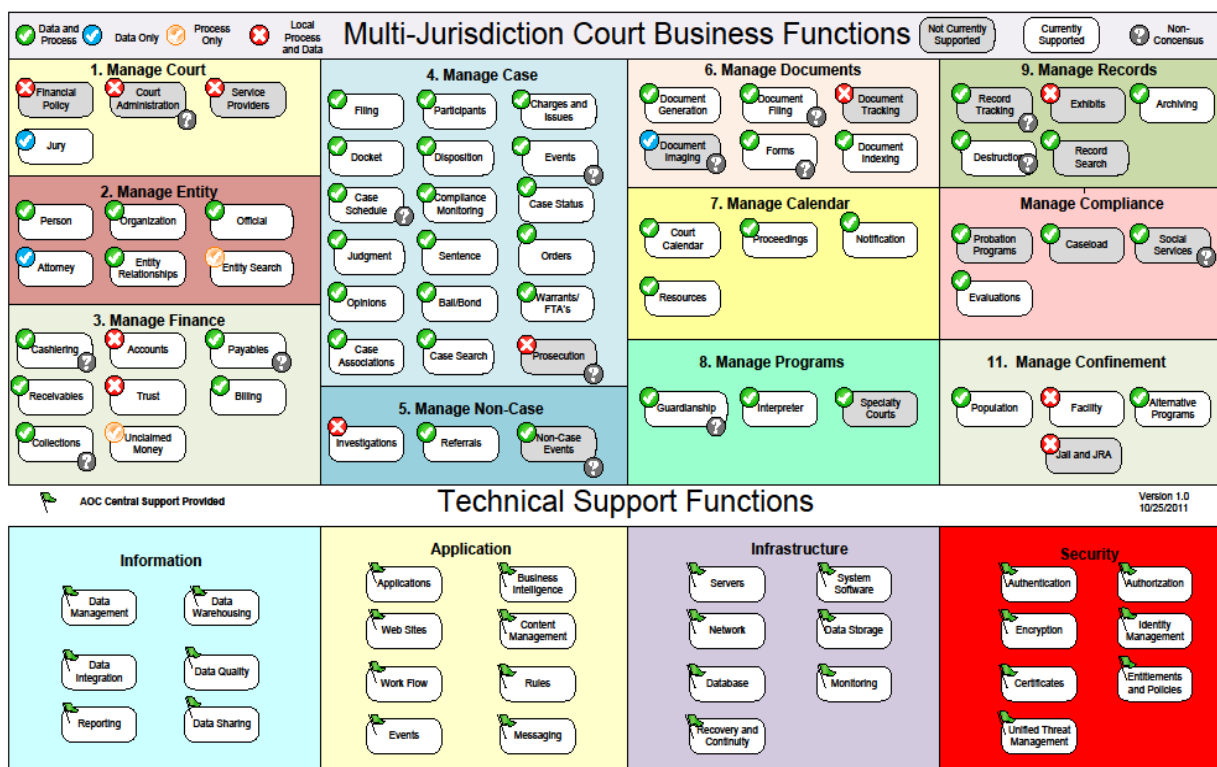 Data and
Process
Data Only
Process
Only
Local
Process
and Data
Multi-Jurisdiction Court Business Functions
Not Currently
Supported
Currently
Supported
?
Non-
Concensus
1. Manage Court
Financial
Policy
Court
Administration
?
Service
Providers
Jury
2. Manage Entity
Person
Organization
Official
Attorney
Entity
Relationships
Entity Search
3. Manage Finance
Cashiering
?
Accounts
Payables
?
Receivables
Trust
Billing
Collections
?
Unclaimed
Money
4. Manage Case
Filing
Participants
Charges and
Issues
Docket
Disposition
Events
?
Case
Schedule
?
Compliance
Monitoring
Case Status
Judgment
Sentence
Orders
Opinions
Bail/Bond
Warrants/
FTA's
Case
Associations
Case Search
Prosecution
?
5. Manage Non-Case
Investigations
Referrals
Non-Case
Events
?
6. Manage Documents
Document
Generation
Document
Filing
?
Document
Tracking
Document
Imaging
?
Forms
?
Document
Indexing
7. Manage Calendar
Court
Calendar
Proceedings
Notification
Resources
8. Manage Programs
Guardianship
?
Interpreter
Specialty
Courts
9. Manage Records
Record
Tracking
?
Exhibits
Archiving
Destruction
?
Record
Search
Manage Compliance
Probation
Programs
Caseload
Social
Services
?
Evaluations
11. Manage Confinement
Population
Facility
Alternative
Programs
Jail and JRA
AOC Central Support Provided
Technical Support Functions
Version 1.0
10/25/2011
Information
Data
Management
Data
Warehousing
Data
Integration
Data Quality
Reporting
Data Sharing
Application
Applications
Business
Intelligence
Web Sites
Content
Management
Work Flow
Rules
Events
Messaging
Infrastructure
Servers
System
Software
Network
Data Storage
Database
Monitoring
Recovery and
Continuity
Security
Authentication
Authorization
Encryption
Identity
Management
Certificates
Entitlements
and Policies
Unified Threat
Management